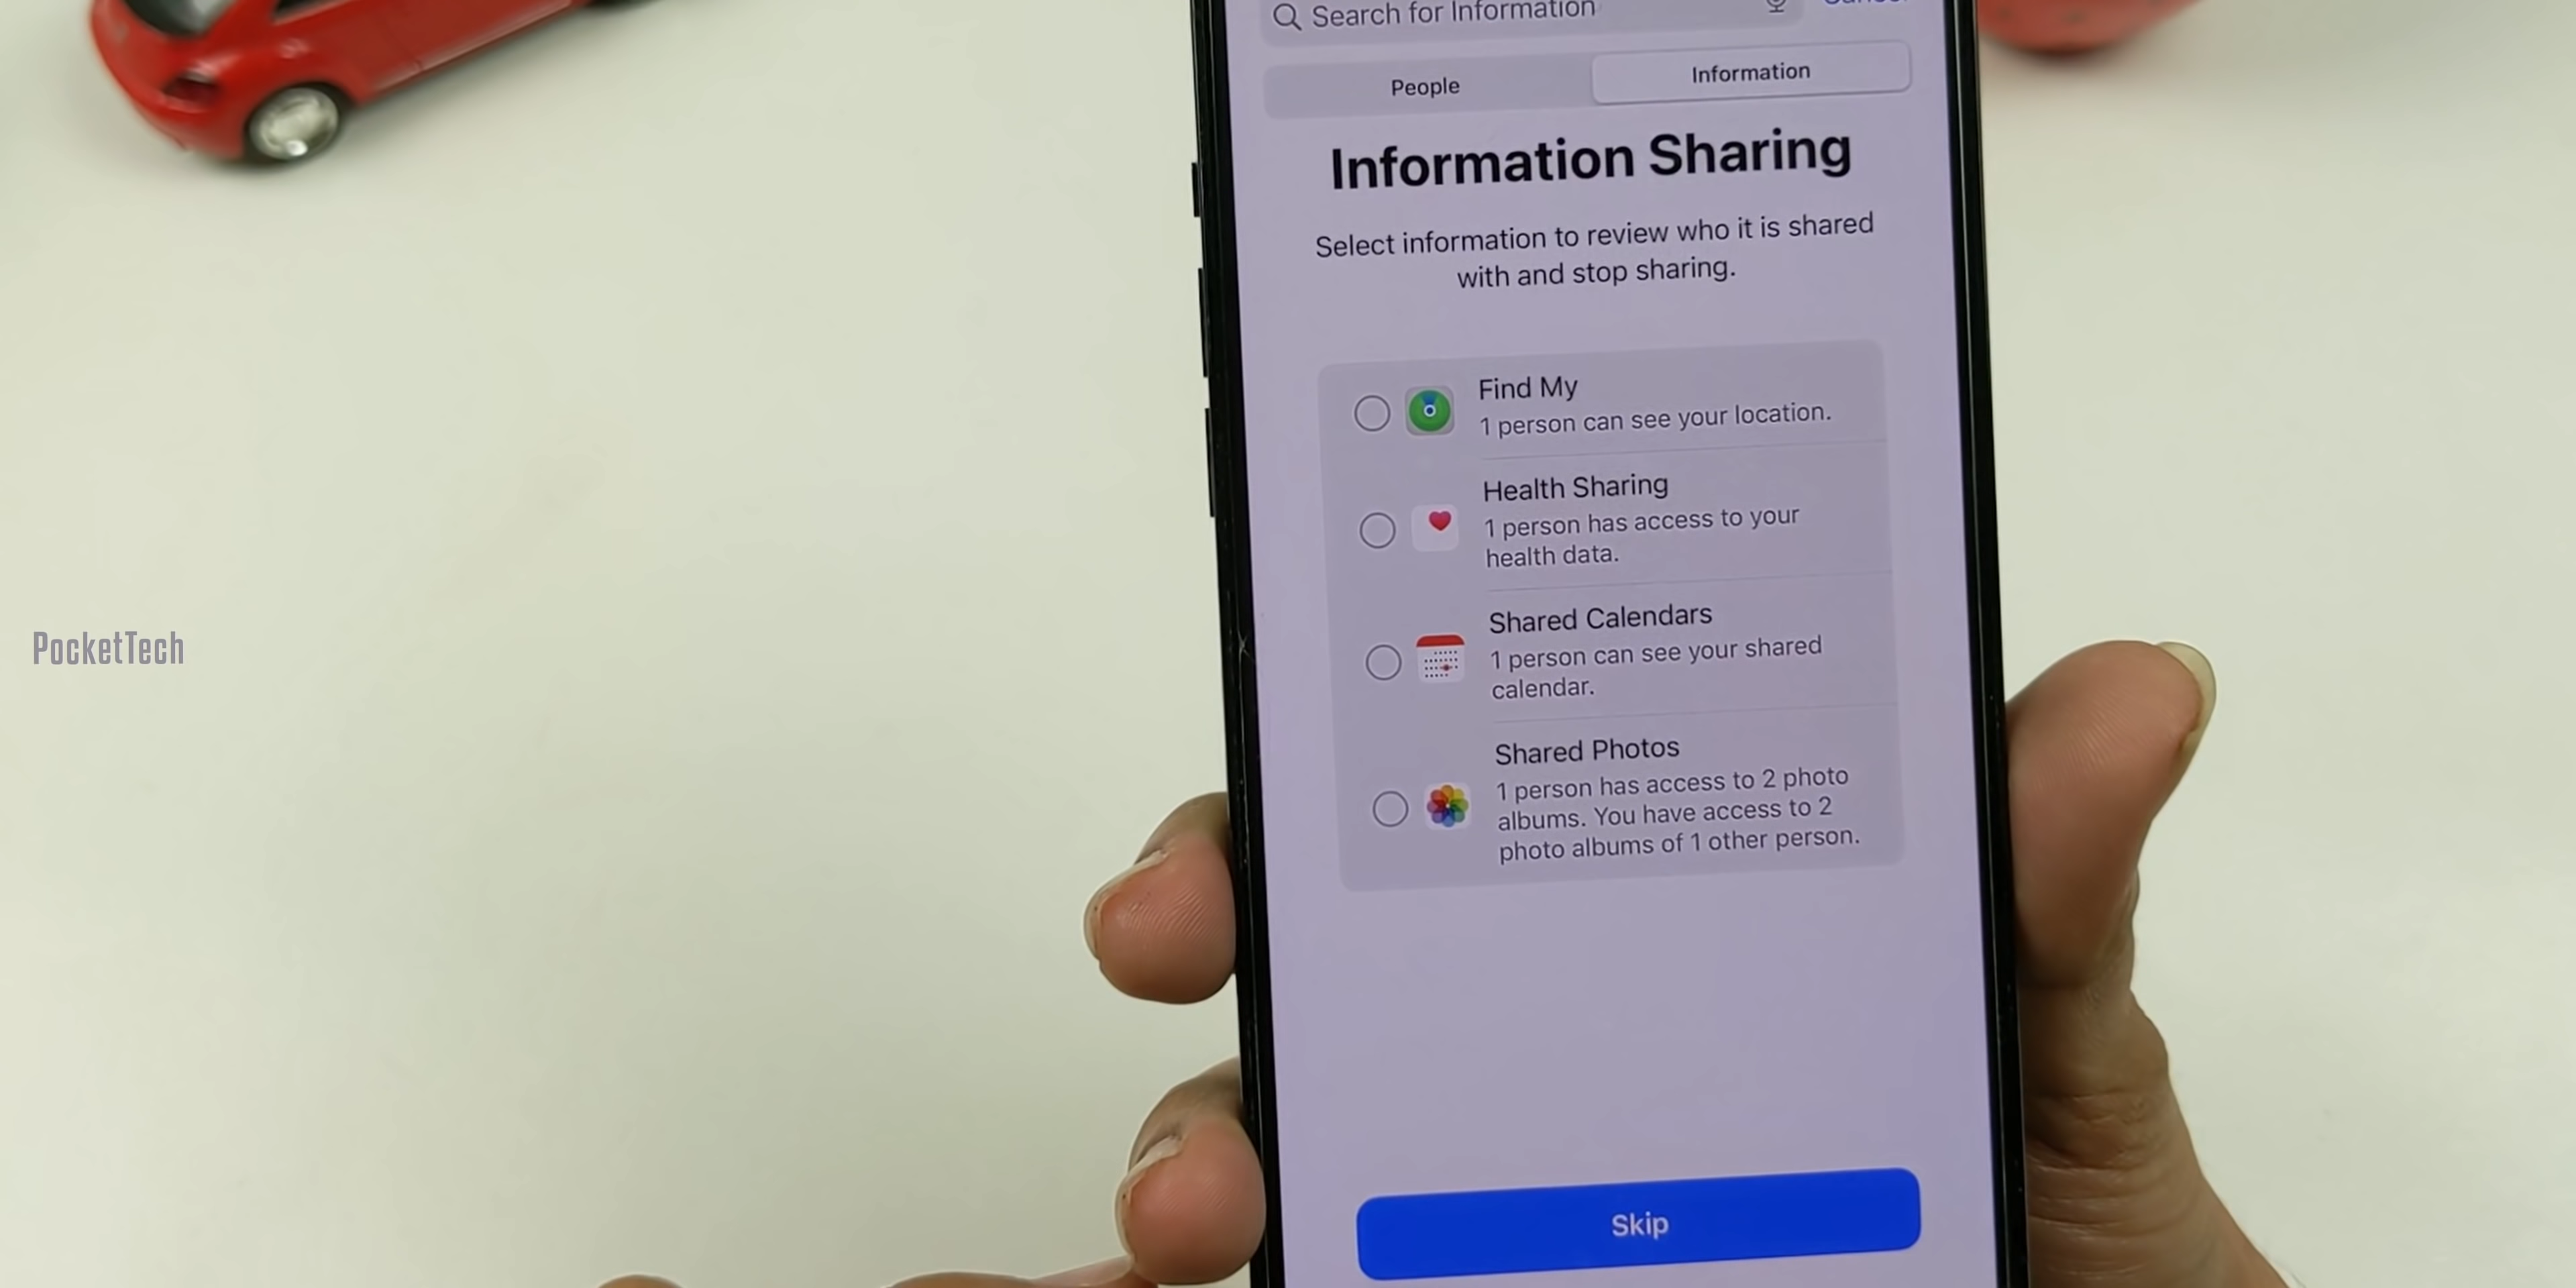 Search for Information
Cancel
People
Information
Information Sharing
Select information to review who it is shared
with and stop sharing.
Find My
1 person can see your location.
Health Sharing
1 person has access to your
health data.
Shared Calendars
1 person can see your shared
calendar.
Shared Photos
1 person has access to 2 photo
albums. You have access to 2
photo albums of 1 other person.
Skip
PocketTech